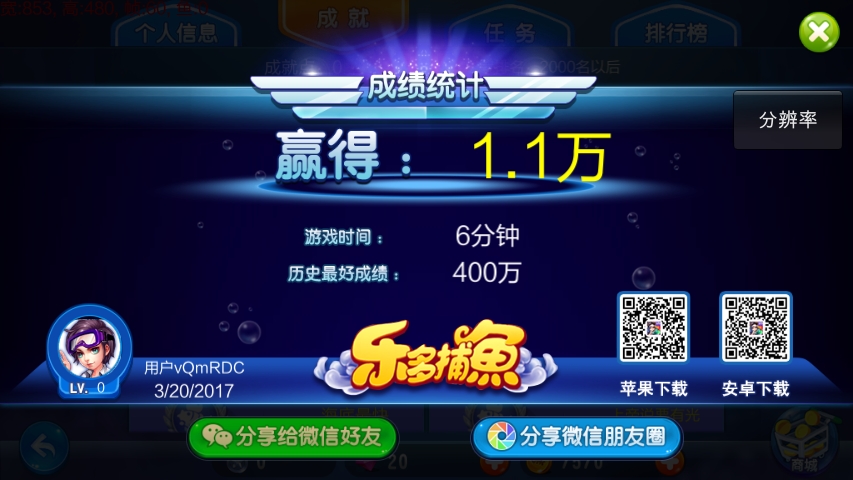 个人信息
成就
任务
排行榜
成绩统计
分辨率
赢得： 1.1万
游戏时间： 6分钟
历史最好成绩： 400万
乐多捕鱼
LV. 0
用户vQmRDC
3/20/2017
苹果下载
安卓下载
分享给微信好友
分享微信朋友圈
20
商城